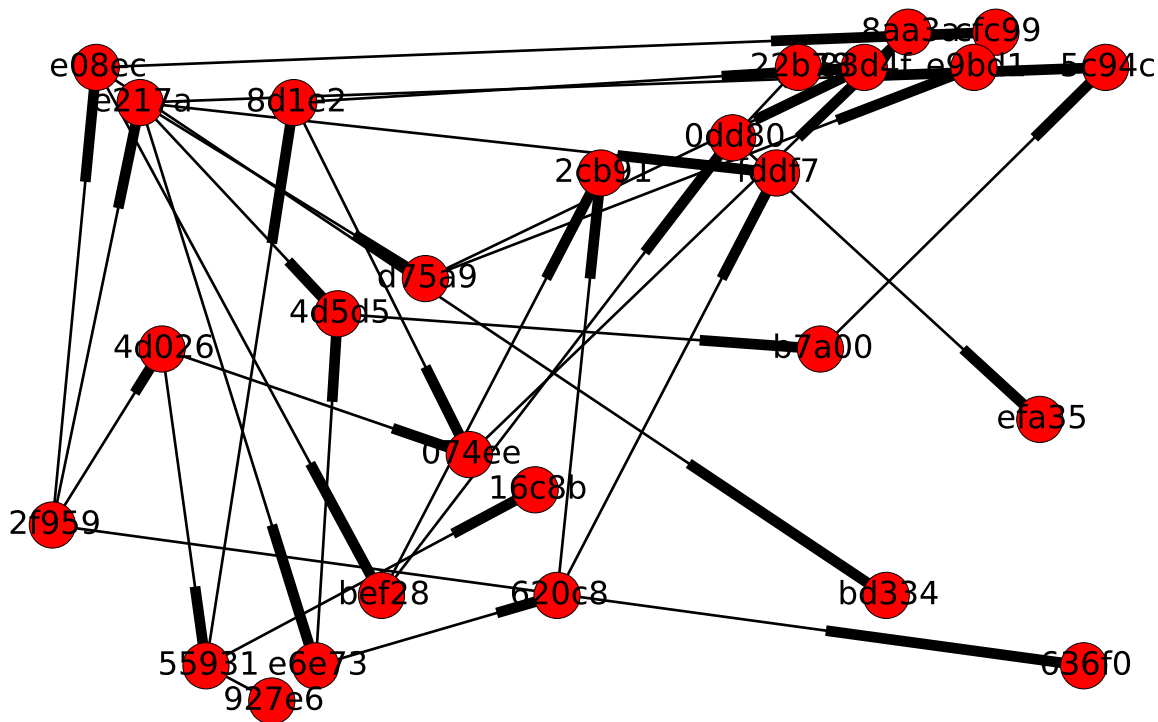 8aa3a
cfc99
e08ec
22b78
e9bd1
5c94c
e217a
8d1e2
0dd80
2cb91
fddf7
d75a9
4d5d5
4d026
b7a00
efa35
074ee
16c8b
2f959
bef28
620c8
bd334
55931
e6e73
636f0
927e6